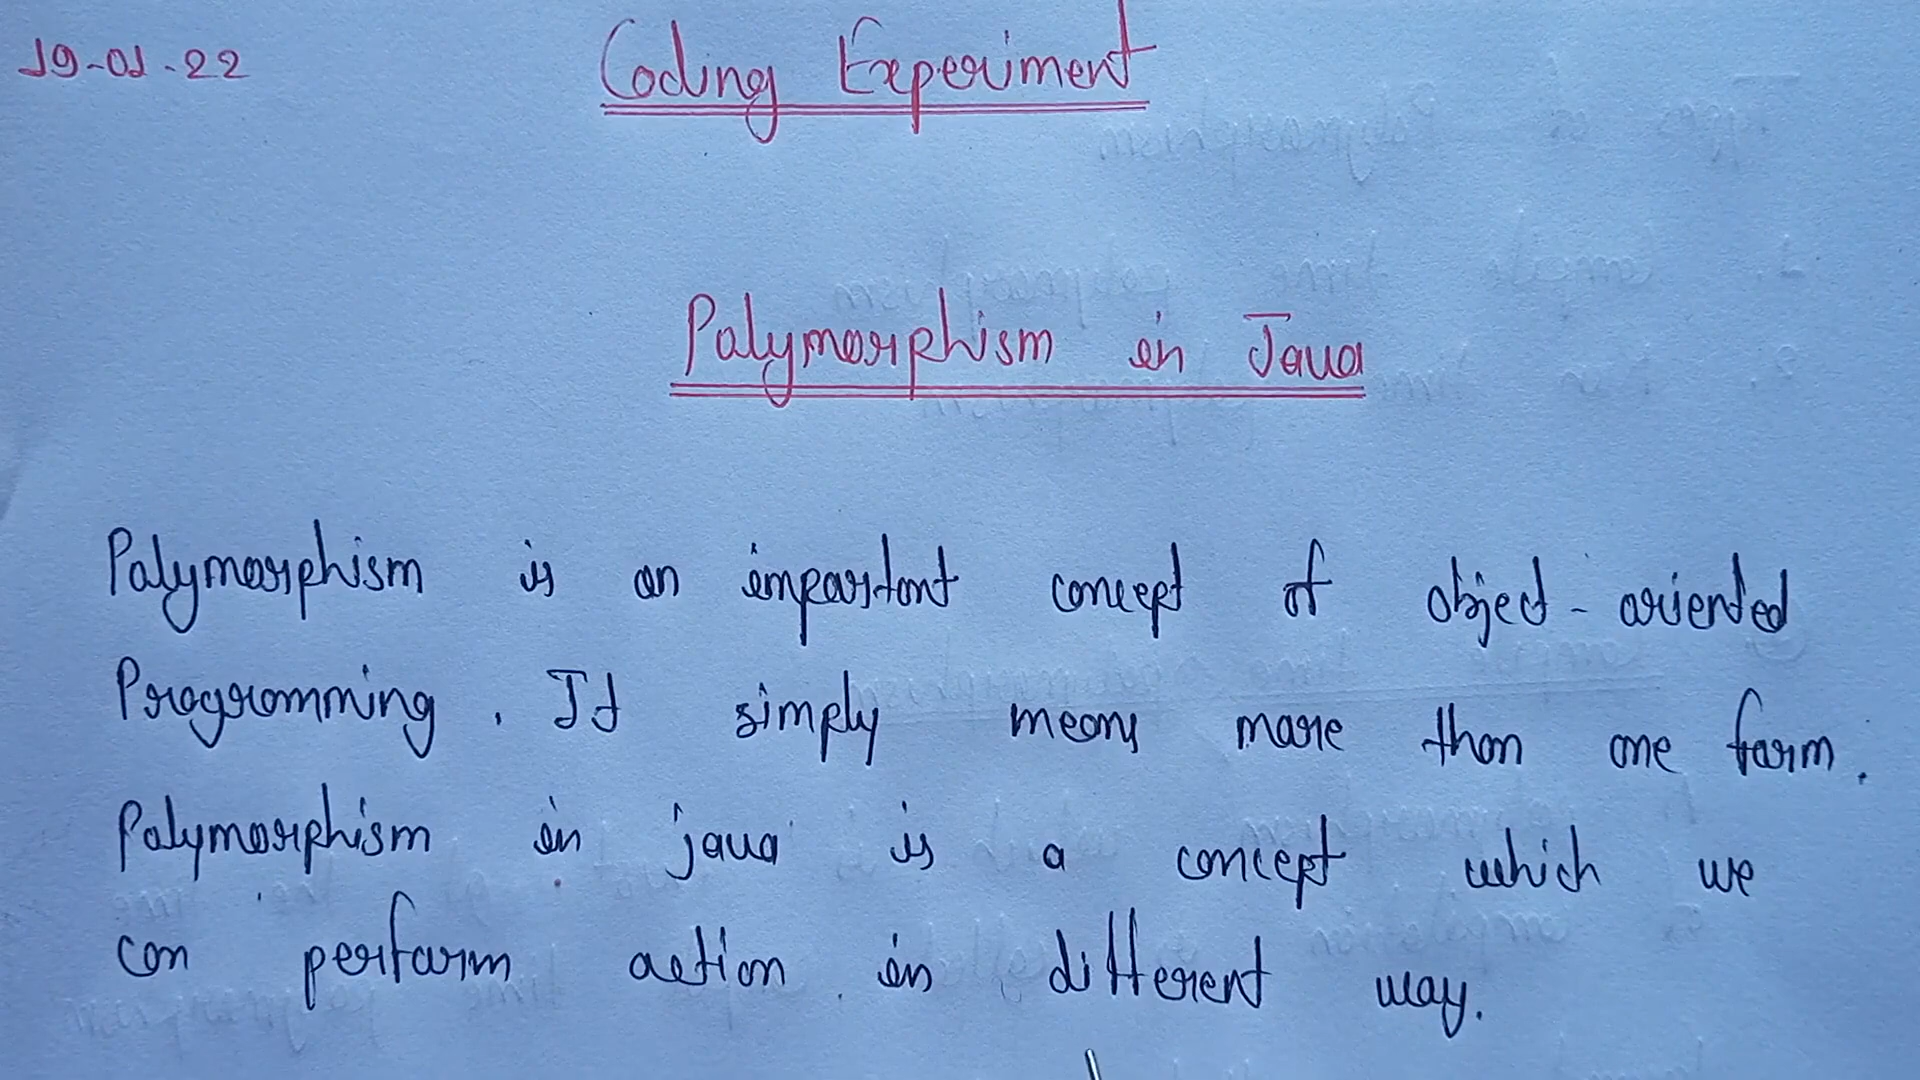 19-01-22
Coding Experiment
Polymorphism in Java
Polymorphism is an important concept of object-oriented
Programming. It simply means more than one form.
Polymorphism in java is a concept which we
can perform action in different way.